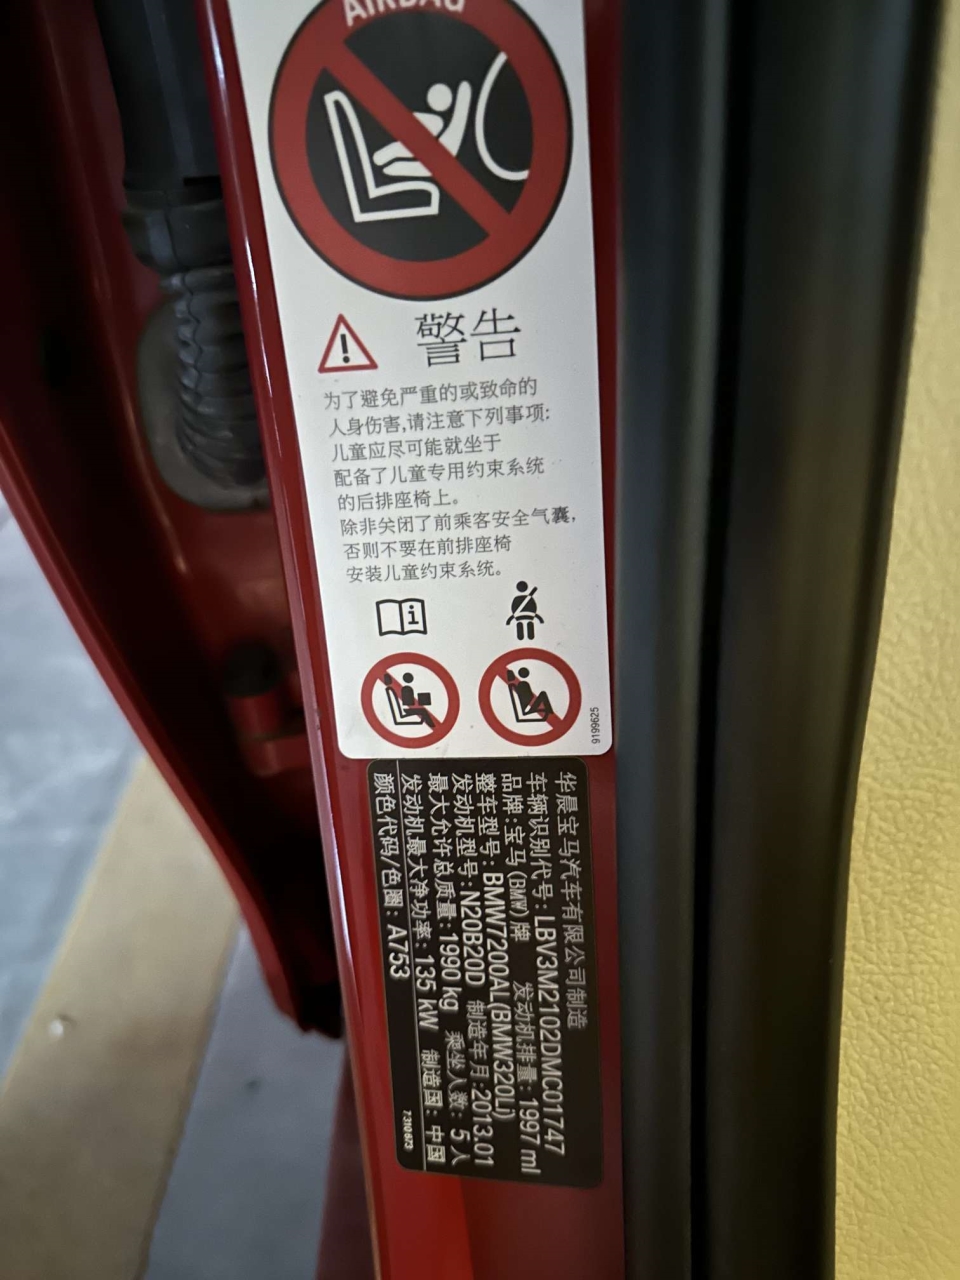 AIRBAG
警告
为了避免严重的或致命的
人身伤害,请注意下列事项:
儿童应尽可能就坐于
配备了儿童专用约束系统
的后排座椅上。
除非关闭了前乘客安全气囊,
否则不要在前排座椅
安装儿童约束系统。
9199625
华晨宝马汽车有限公司制造
车辆识别代号: LBV3M2102DMC01747
品牌: 宝马 (BMW) 牌 发动机排量: 1997 ml
整车型号: BMW7200AL(BMW320Li)
发动机型号: N20B20D 制造年月: 2013.01
最大允许总质量: 1990 kg 乘坐人数: 5 人
发动机最大净功率: 135 kW 制造国: 中国
颜色代码/色圈: A753